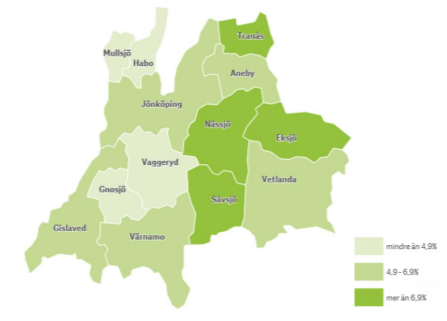 Tranås
Mullsjö
Habo
Aneby
Jönköping
Nässjö
Eksjö
Vaggeryd
Vetlanda
Gnosjö
Sävsjö
Gislaved
Värnamo
mindre än 4,9%
4,9 - 6,9%
mer än 6,9%